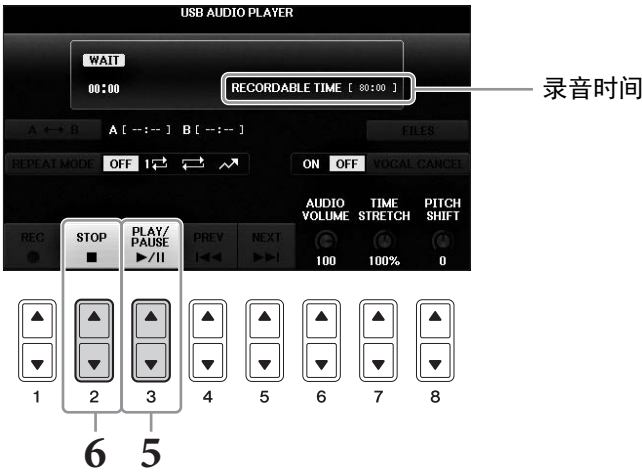 USB AUDIO PLAYER
WAIT
00:00
RECORDABLE TIME [ 80:00 ]
录音时间
A ↔ B A [ --:-- ] B [ --:-- ] FILES
REPEAT MODE OFF 1 ON OFF VOCAL CANCEL
AUDIO VOLUME TIME STRETCH PITCH SHIFT
REC STOP PLAY/PAUSE PREV NEXT
100 100% 0
1 2 3 4 5 6 7 8
6 5